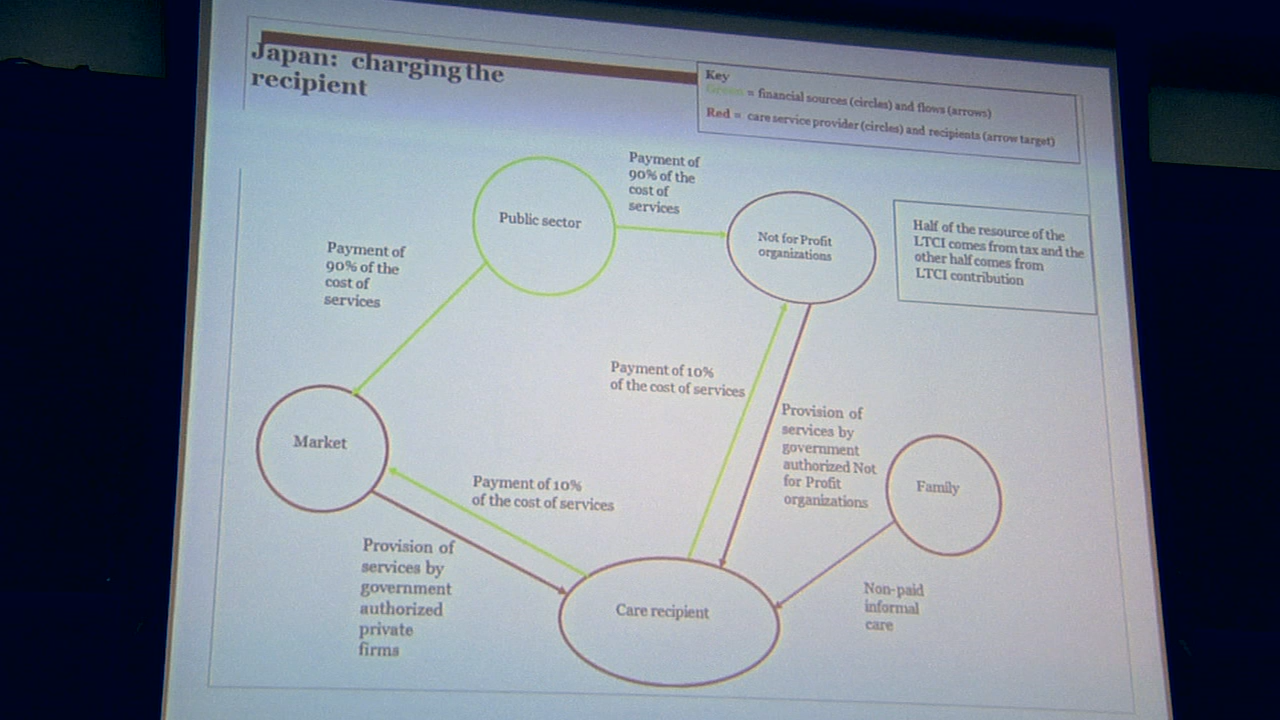 Japan: charging the
recipient
Key
Green = financial sources (circles) and flows (arrows)
Red = care service provider (circles) and recipients (arrow target)
Payment of
90% of the
cost of
services
Public sector
Not for Profit
organizations
Half of the resource of the
LTCI comes from tax and the
other half comes from
LTCI contribution
Payment of
90% of the
cost of
services
Payment of 10%
of the cost of services
Provision of
services by
government
authorized Not
for Profit
organizations
Market
Family
Payment of 10%
of the cost of services
Provision of
services by
government
authorized
private
firms
Care recipient
Non-paid
informal
care